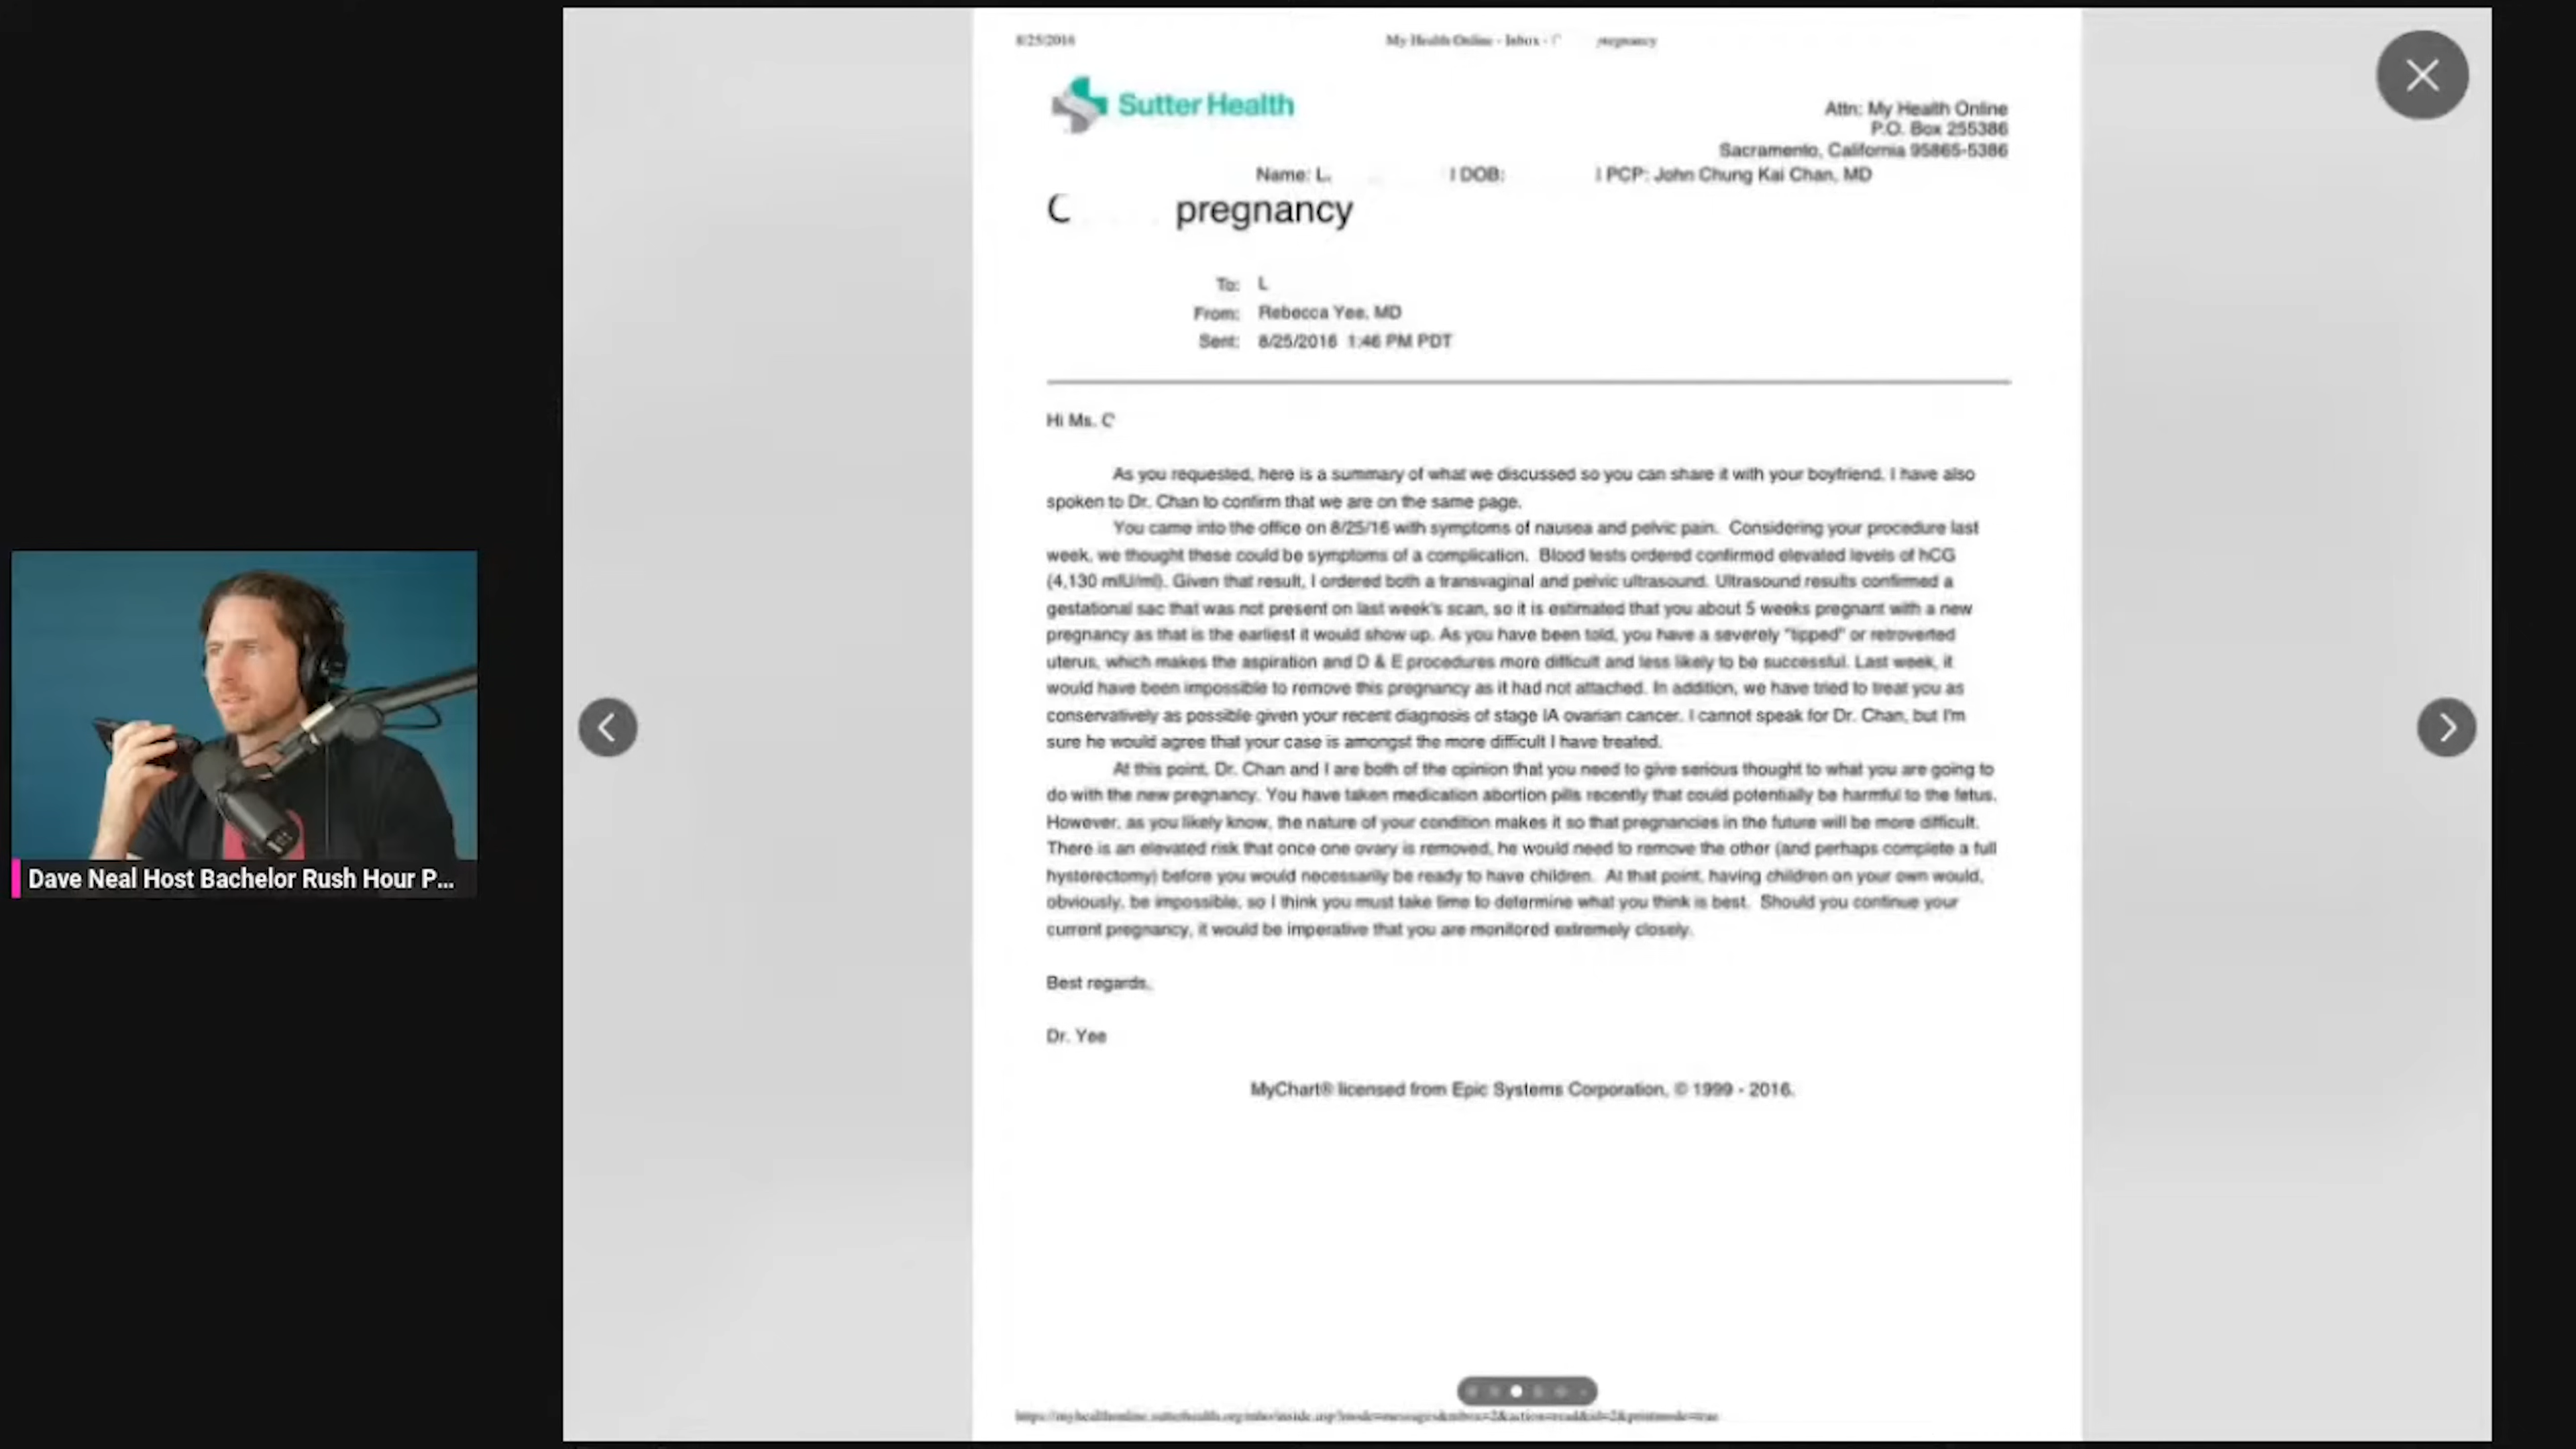 8/25/2016
My Health Online - Inbox - C pregnancy
Sutter Health
Attn: My Health Online
P.O. Box 255386
Sacramento, California 95865-5386
Name: L. | DOB: | PCP: John Chung Kai Chan, MD
C pregnancy
To: L
From: Rebecca Yee, MD
Sent: 8/25/2016 1:46 PM PDT
Hi Ms. C
As you requested, here is a summary of what we discussed so you can share it with your boyfriend. I have also
spoken to Dr. Chan to confirm that we are on the same page.
You came into the office on 8/25/16 with symptoms of nausea and pelvic pain. Considering your procedure last
week, we thought these could be symptoms of a complication. Blood tests ordered confirmed elevated levels of hCG
(4,130 mIU/ml). Given that result, I ordered both a transvaginal and pelvic ultrasound. Ultrasound results confirmed a
gestational sac that was not present on last week's scan, so it is estimated that you about 5 weeks pregnant with a new
pregnancy as that is the earliest it would show up. As you have been told, you have a severely "tipped" or retroverted
uterus, which makes the aspiration and D & E procedures more difficult and less likely to be successful. Last week, it
would have been impossible to remove this pregnancy as it had not attached. In addition, we have tried to treat you as
conservatively as possible given your recent diagnosis of stage IA ovarian cancer. I cannot speak for Dr. Chan, but I'm
sure he would agree that your case is amongst the more difficult I have treated.
At this point, Dr. Chan and I are both of the opinion that you need to give serious thought to what you are going to
do with the new pregnancy. You have taken medication abortion pills recently that could potentially be harmful to the fetus.
However, as you likely know, the nature of your condition makes it so that pregnancies in the future will be more difficult.
There is an elevated risk that once one ovary is removed, he would need to remove the other (and perhaps complete a full
hysterectomy) before you would necessarily be ready to have children. At that point, having children on your own would,
obviously, be impossible, so I think you must take time to determine what you think is best. Should you continue your
current pregnancy, it would be imperative that you are monitored extremely closely.
Best regards,
Dr. Yee
MyChart® licensed from Epic Systems Corporation, © 1999 - 2016.
Dave Neal Host Bachelor Rush Hour P...